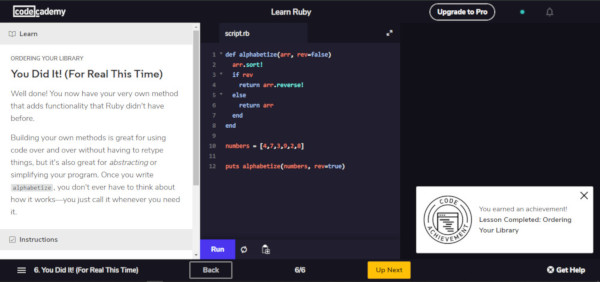 codecademy
Learn Ruby
Upgrade to Pro
Learn
ORDERING YOUR LIBRARY
You Did It! (For Real This Time)
Well done! You now have your very own method
that adds functionality that Ruby didn't have
before.
Building your own methods is great for using
code over and over without having to retype
things, but it's also great for abstracting or
simplifying your program. Once you write
alphabetize, you don't ever have to think about
how it works—you just call it whenever you need
it.
Instructions
script.rb
1 def alphabetize(arr, rev=false)
2 arr.sort!
3 if rev
4 return arr.reverse!
5 else
6 return arr
7 end
8 end
9
10 numbers = [4,7,3,9,2,8]
11
12 puts alphabetize(numbers, rev=true)
CODE
ACHIEVEMENT
You earned an achievement!
Lesson Completed: Ordering
Your Library
Run
6. You Did It! (For Real This Time)
Back
6/6
Up Next
Get Help